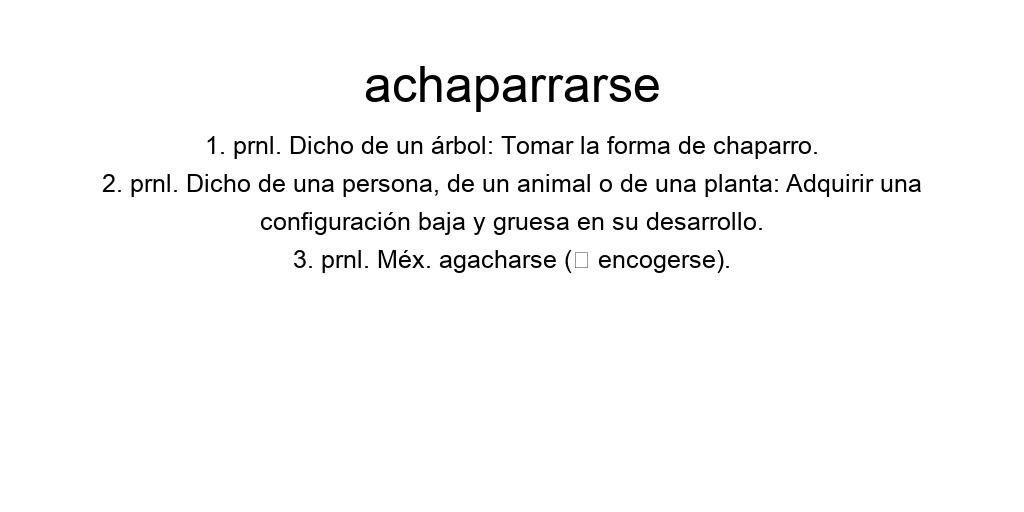 achaparrarse
1. prnl. Dicho de un árbol: Tomar la forma de chaparro.
2. prnl. Dicho de una persona, de un animal o de una planta: Adquirir una
configuración baja y gruesa en su desarrollo.
3. prnl. Méx. agacharse (□ encogerse).